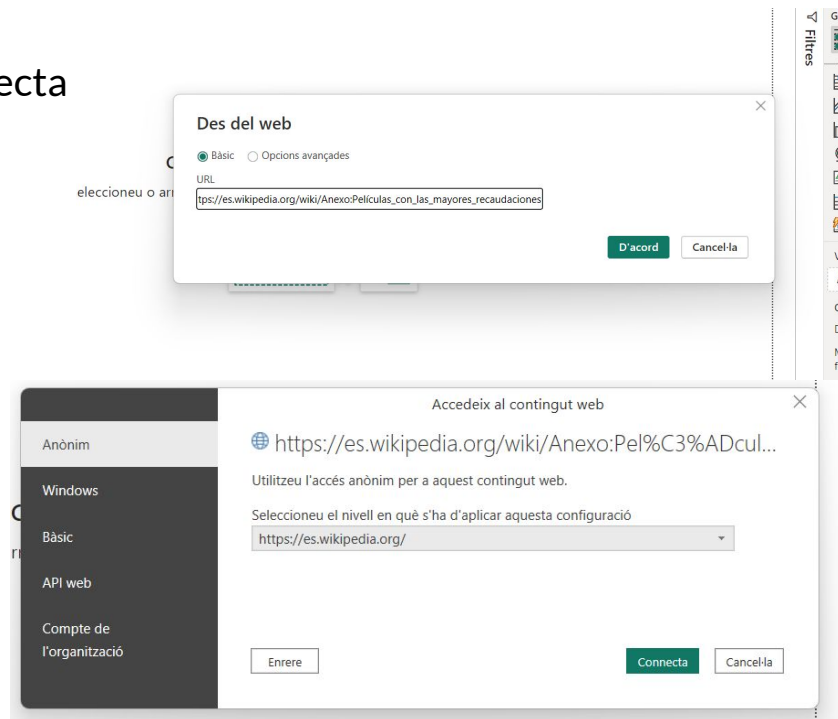 ecta
Filtres
Des del web
Bàsic Opcions avançades
URL
eleccioneu o arr
tps://es.wikipedia.org/wiki/Anexo:Películas_con_las_mayores_recaudaciones
D'acord Cancel·la
Accedeix al contingut web
Anònim
https://es.wikipedia.org/wiki/Anexo:Pel%C3%ADcul...
Utilitzeu l'accés anònim per a aquest contingut web.
Windows
Seleccioneu el nivell en què s'ha d'aplicar aquesta configuració
Bàsic
https://es.wikipedia.org/
API web
Compte de
l'organització
Enrere Connecta Cancel·la